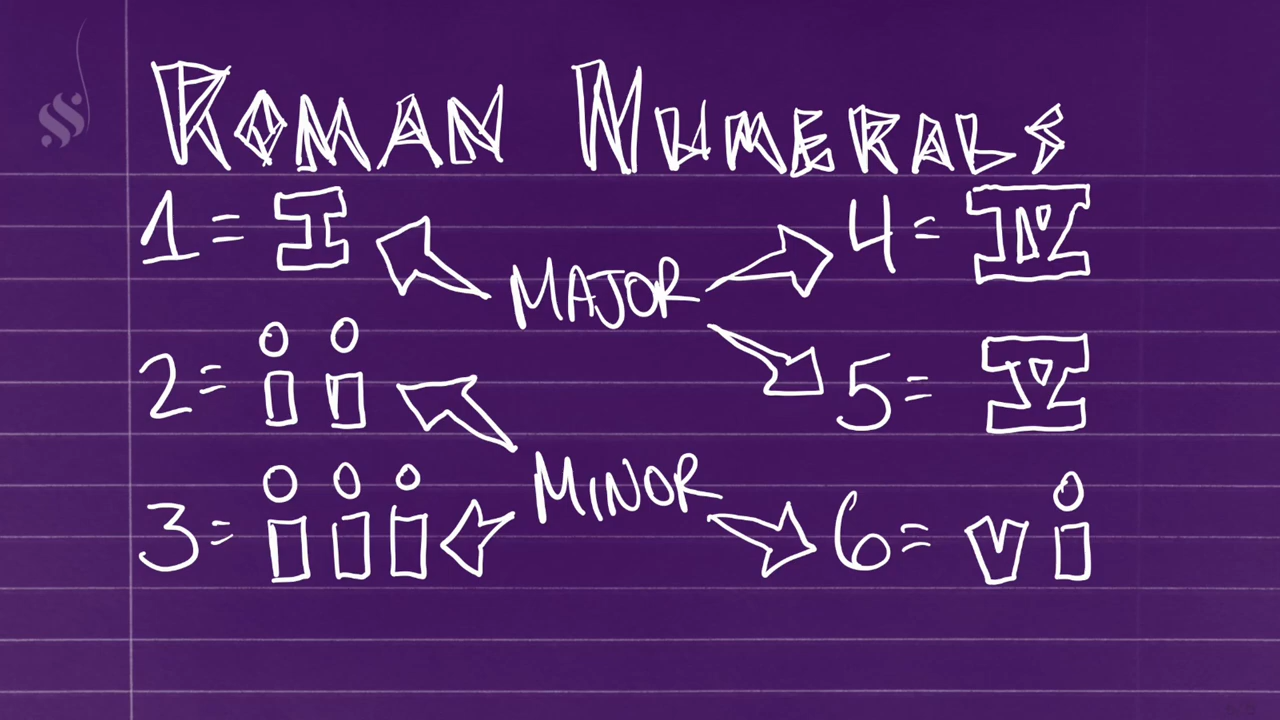 ROMAN NUMERALS
1 = I
MAJOR
4 = IV
2 = ii
5 = V
MINOR
3 = iii
6 = vi